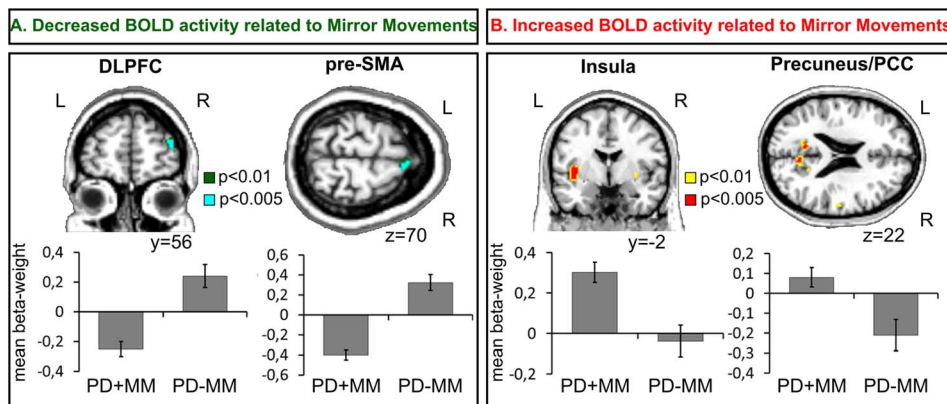 A. Decreased BOLD activity related to Mirror Movements
B. Increased BOLD activity related to Mirror Movements
DLPFC
pre-SMA
L
R
L
R
p<0.01
p<0.005
y=56
z=70
mean beta-weight
0,4
0,2
0
-0,2
-0,4
PD+MM
PD-MM
0,6
0,4
0,2
0
-0,2
-0,4
-0,6
PD+MM
PD-MM
Insula
Precuneus/PCC
L
R
L
R
p<0.01
p<0.005
y=-2
z=22
mean beta-weight
0,4
0,2
0
-0,2
PD+MM
PD-MM
0,2
0,1
0
-0,1
-0,2
-0,3
-0,4
PD+MM
PD-MM